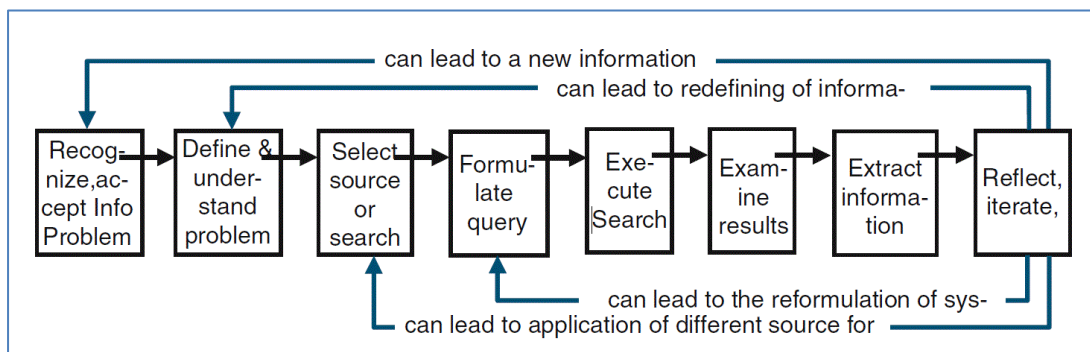 can lead to a new information
can lead to redefining of informa-
Recog-
nize,ac-
cept Info
Problem
Define &
under-
stand
problem
Select
source
or
search
Formu-
late
query
Exe-
cute
Search
Exam-
ine
results
Extract
informa-
tion
Reflect,
iterate,
can lead to the reformulation of sys-
can lead to application of different source for